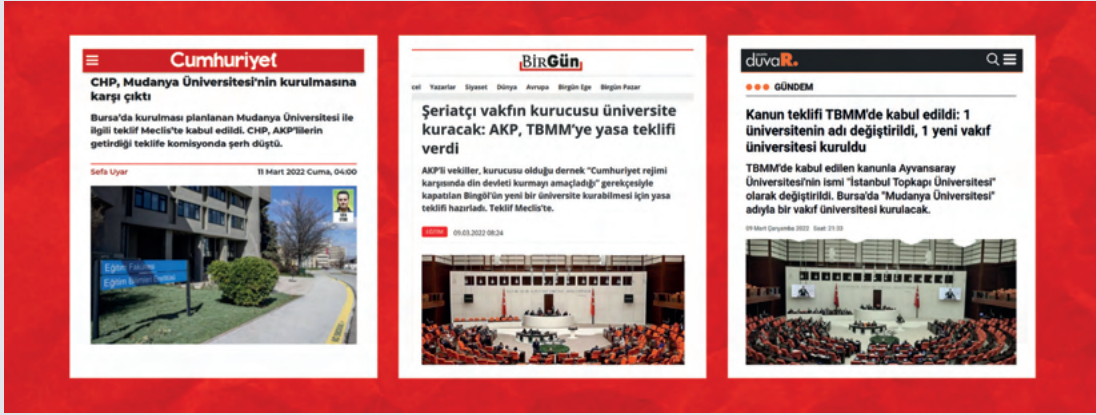 Cumhuriyet
CHP, Mudanya Üniversitesi'nin kurulmasına
karşı çıktı
Bursa'da kurulması planlanan Mudanya Üniversitesi ile
ilgili teklif Meclis'te kabul edildi. CHP, AKP'lilerin
getirdiği teklife komisyonda şerh düştü.
Sefa Uyar 11 Mart 2022 Cuma, 04:00
Eğitim Fakültesi
Eğitim Bilimleri Enstitüsü
BirGün
cel Yazarlar Siyaset Dünya Avrupa Birgün Ege Birgün Pazar
Şeriatçı vakfın kurucusu üniversite
kuracak: AKP, TBMM'ye yasa teklifi
verdi
AKP'li vekiller, kurucusu olduğu dernek "Cumhuriyet rejimi
karşısında din devleti kurmayı amaçladığı" gerekçesiyle
kapatılan Bingöl'ün yeni bir üniversite kurabilmesi için yasa
teklifi hazırladı. Teklif Meclis'te.
EĞİTİM 09.03.2022 08:24
gazete
duvaR.
GÜNDEM
Kanun teklifi TBMM'de kabul edildi: 1
üniversitenin adı değiştirildi, 1 yeni vakıf
üniversitesi kuruldu
TBMM'de kabul edilen kanunla Ayvansaray
Üniversitesi'nin ismi "İstanbul Topkapı Üniversitesi"
olarak değiştirildi. Bursa'da "Mudanya Üniversitesi"
adıyla bir vakıf üniversitesi kurulacak.
09 Mart Çarşamba 2022 Saat: 21:33